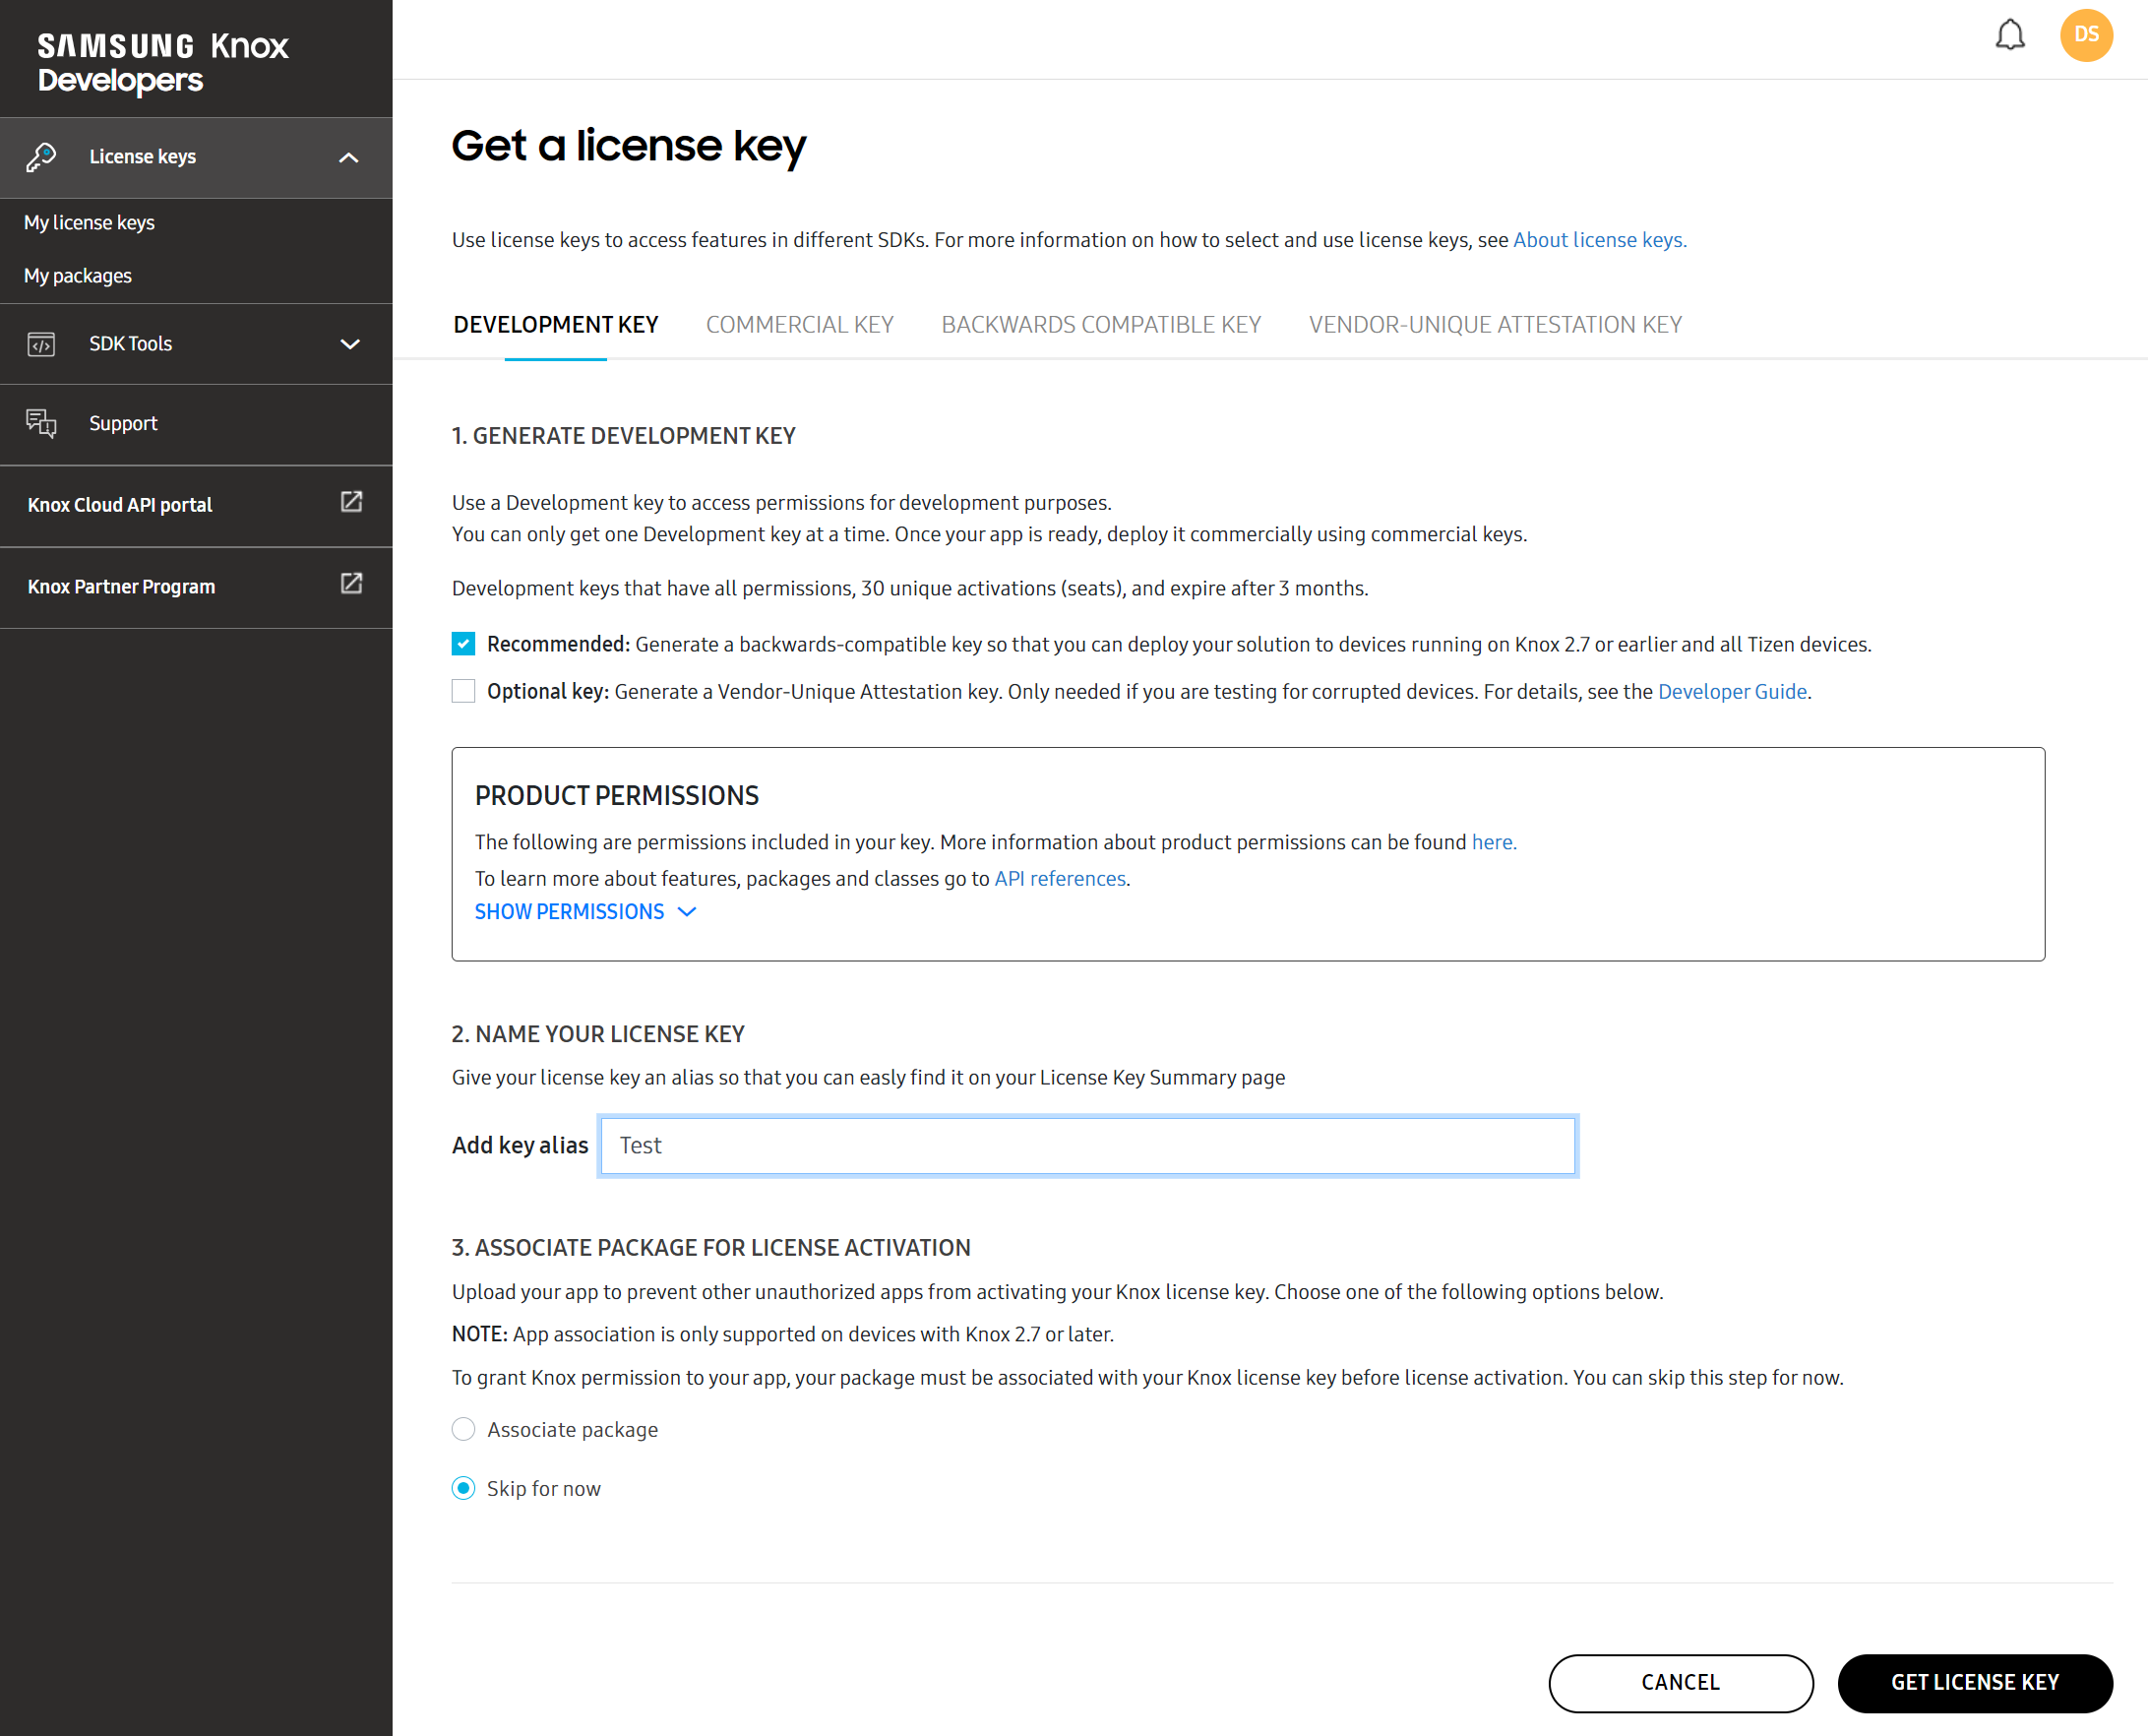 SAMSUNG Knox
Developers
License keys
My license keys
My packages
SDK Tools
Support
Knox Cloud API portal
Knox Partner Program
DS
Get a license key
Use license keys to access features in different SDKs. For more information on how to select and use license keys, see About license keys.
DEVELOPMENT KEY COMMERCIAL KEY BACKWARDS COMPATIBLE KEY VENDOR-UNIQUE ATTESTATION KEY
1. GENERATE DEVELOPMENT KEY
Use a Development key to access permissions for development purposes.
You can only get one Development key at a time. Once your app is ready, deploy it commercially using commercial keys.
Development keys that have all permissions, 30 unique activations (seats), and expire after 3 months.
Recommended: Generate a backwards-compatible key so that you can deploy your solution to devices running on Knox 2.7 or earlier and all Tizen devices.
Optional key: Generate a Vendor-Unique Attestation key. Only needed if you are testing for corrupted devices. For details, see the Developer Guide.
PRODUCT PERMISSIONS
The following are permissions included in your key. More information about product permissions can be found here.
To learn more about features, packages and classes go to API references.
SHOW PERMISSIONS
2. NAME YOUR LICENSE KEY
Give your license key an alias so that you can easly find it on your License Key Summary page
Add key alias Test
3. ASSOCIATE PACKAGE FOR LICENSE ACTIVATION
Upload your app to prevent other unauthorized apps from activating your Knox license key. Choose one of the following options below.
NOTE: App association is only supported on devices with Knox 2.7 or later.
To grant Knox permission to your app, your package must be associated with your Knox license key before license activation. You can skip this step for now.
Associate package
Skip for now
CANCEL GET LICENSE KEY